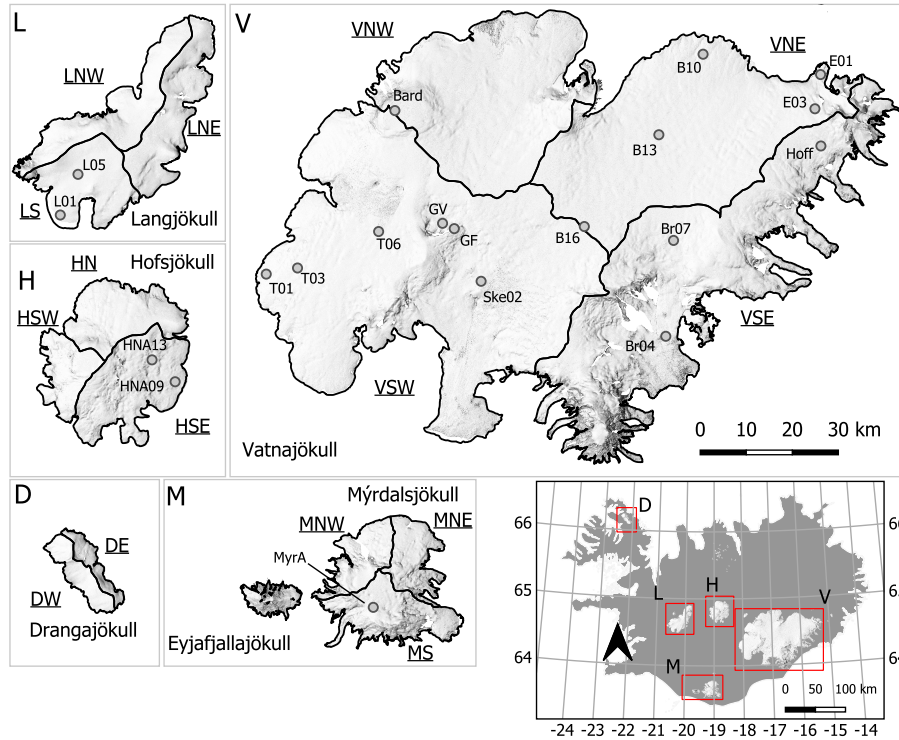 L
LNW
LNE
L05
L01
LS
Langjökull
H
HN
Hofsjökull
HSW
HNA13
HNA09
HSE
V
VNW
VNE
B10
E01
Bard
E03
B13
Hoff
GV
GF
T06
B16
Br07
T01
T03
Ske02
VSE
Br04
VSW
Vatnajökull
0 10 20 30 km
D
DE
DW
Drangajökull
M
Mýrdalsjökull
MNW
MNE
MyrA
Eyjafjallajökull
MS
66
D
L
H
V
65
64
M
0 50 100 km
-24 -23 -22 -21 -20 -19 -18 -17 -16 -15 -14